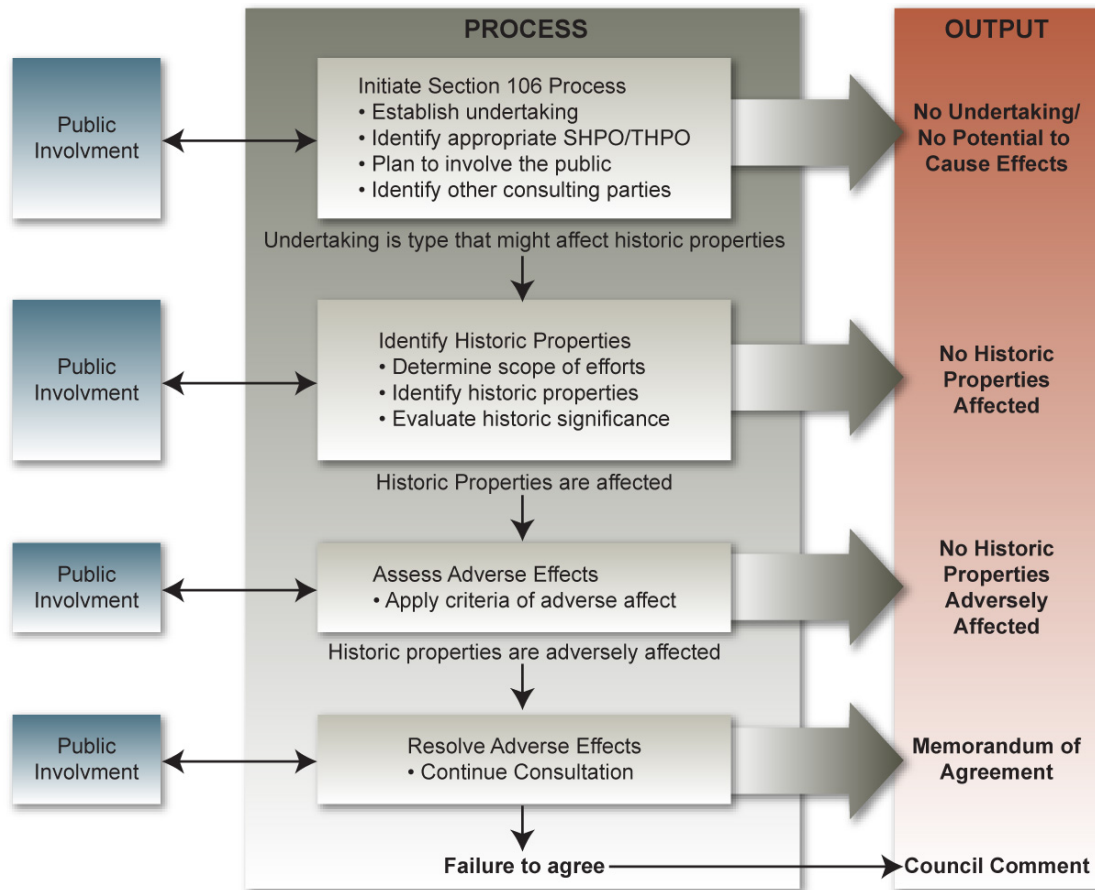 PROCESS
OUTPUT
Public
Involvment
Initiate Section 106 Process
• Establish undertaking
• Identify appropriate SHPO/THPO
• Plan to involve the public
• Identify other consulting parties
No Undertaking/
No Potential to
Cause Effects
Undertaking is type that might affect historic properties
Public
Involvment
Identify Historic Properties
• Determine scope of efforts
• Identify historic properties
• Evaluate historic significance
No Historic
Properties
Affected
Historic Properties are affected
Public
Involvment
Assess Adverse Effects
• Apply criteria of adverse affect
No Historic
Properties
Adversely
Affected
Historic properties are adversely affected
Public
Involvment
Resolve Adverse Effects
• Continue Consultation
Memorandum of
Agreement
Failure to agree
Council Comment